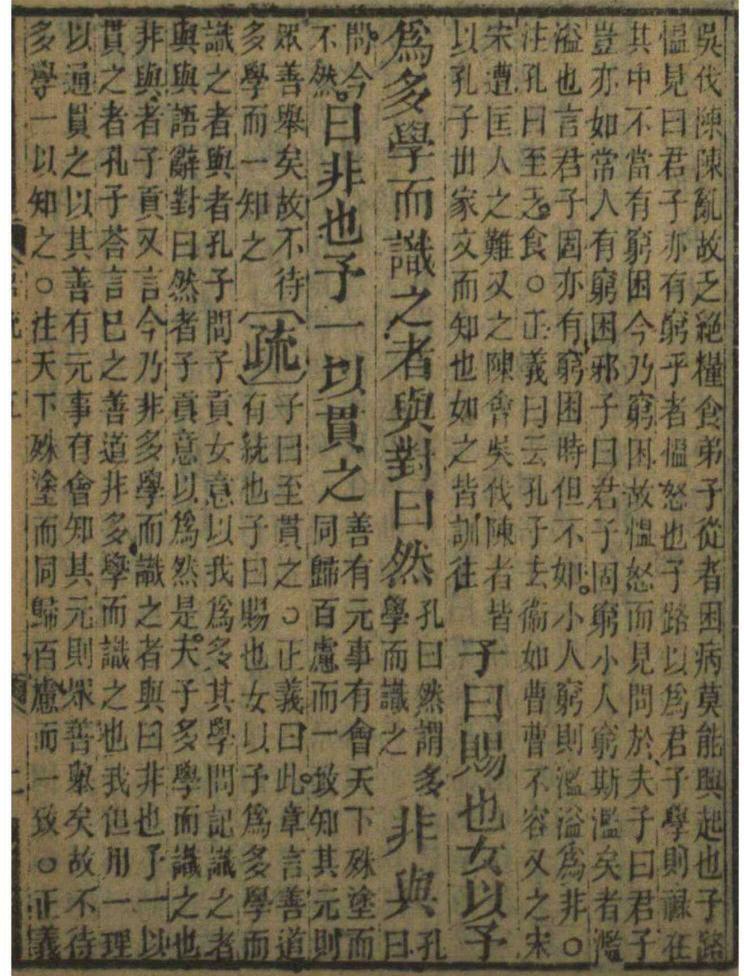 吳伐陳陳亂故乏絕糧食弟子從者困病莫能興起也子路
慍見曰君子亦有窮乎者慍怒也子路以爲君子學則祿在
其中不當有窮困今乃窮困故慍怒而見問於夫子曰君子
豈亦如常人有窮困邪子曰君子固窮小人窮斯濫矣者濫
溢也言君子固亦有窮困時但不如小人窮則濫溢爲非○
注孔曰至乏食○正義曰云孔子去衞如曹曹不容又之宋
宋遭匡人之難又之陳會吳伐陳者皆
以孔子世家文而知也如之皆訓往
子曰賜也女以予
爲多學而識之者與對曰然
孔曰然謂多
學而識之
非與
孔曰
問今
不然
曰非也予一以貫之
善有元事有會天下殊塗而
同歸百慮而一致知其元則
眾善舉矣故不待
多學而一知之
疏
子曰至貫之○正義曰此章言善道
有統也子曰賜也女以予爲多學而
識之者與者孔子問子貢女意以我爲多其學問記識之者
與與語辭對曰然者子貢意以爲然是夫子多學而識之也
非與者子貢又言今乃非多學而識之者與曰非也予一以
貫之者孔子荅言己之善道非多學而識之也我但用一理
以通貫之以其善有元事有會知其元則眾善舉矣故不待
多學一以知之○注天下殊塗而同歸百慮而一致○正義